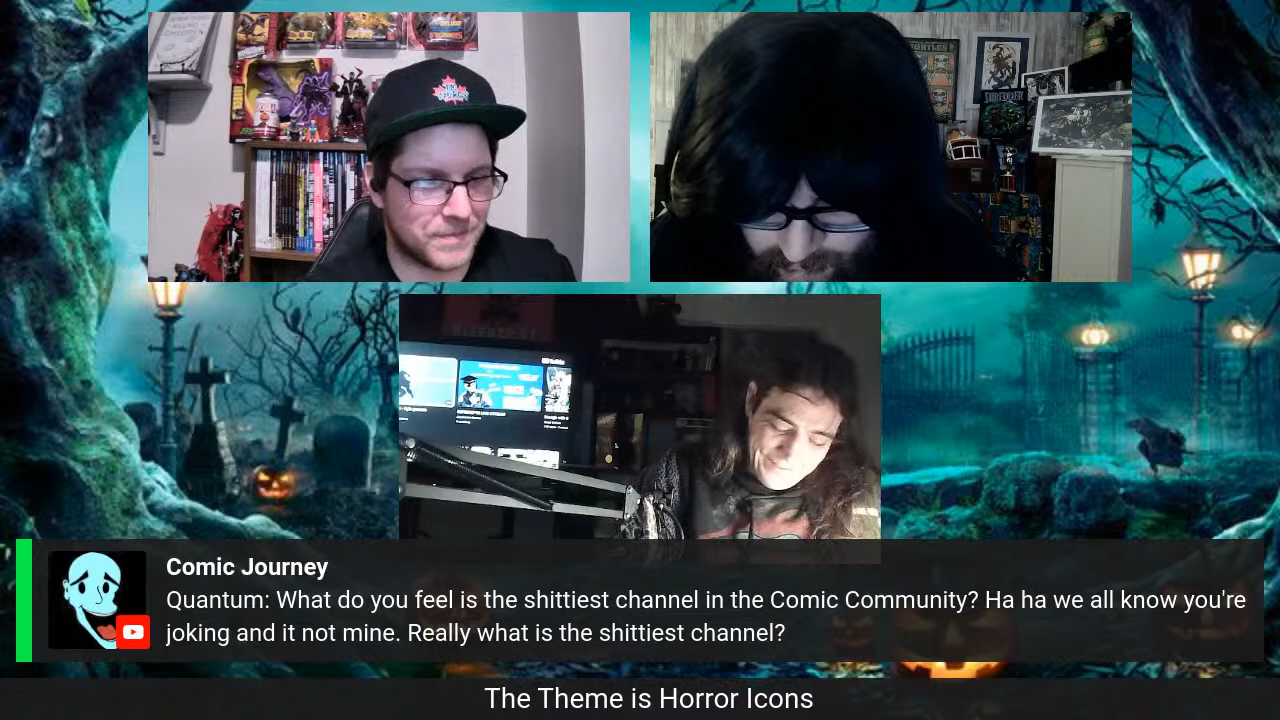 TURTLES
SHREDDER
Comic Journey
Quantum: What do you feel is the shittiest channel in the Comic Community? Ha ha we all know you're
joking and it not mine. Really what is the shittiest channel?
The Theme is Horror Icons